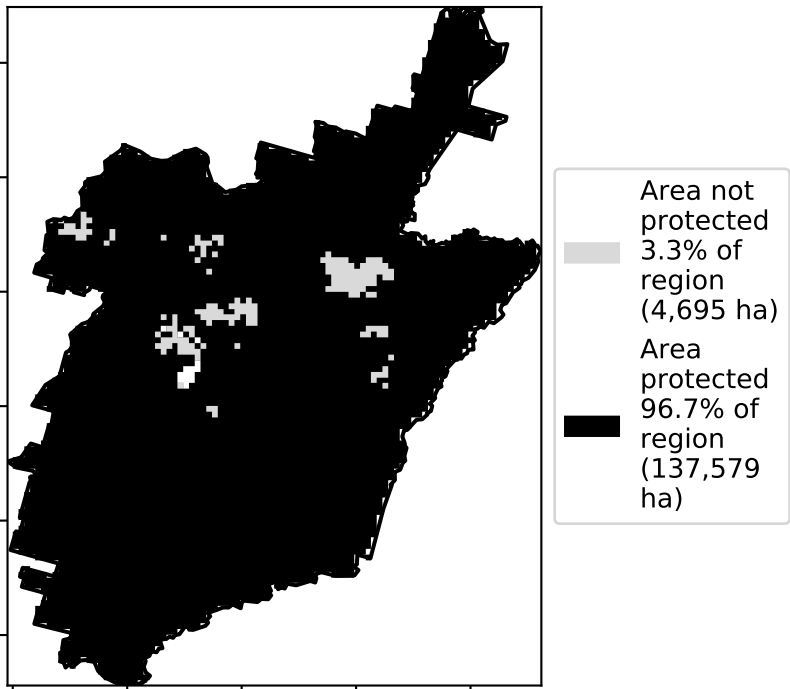 Area not
protected
3.3% of
region
(4,695 ha)
Area
protected
96.7% of
region
(137,579
ha)